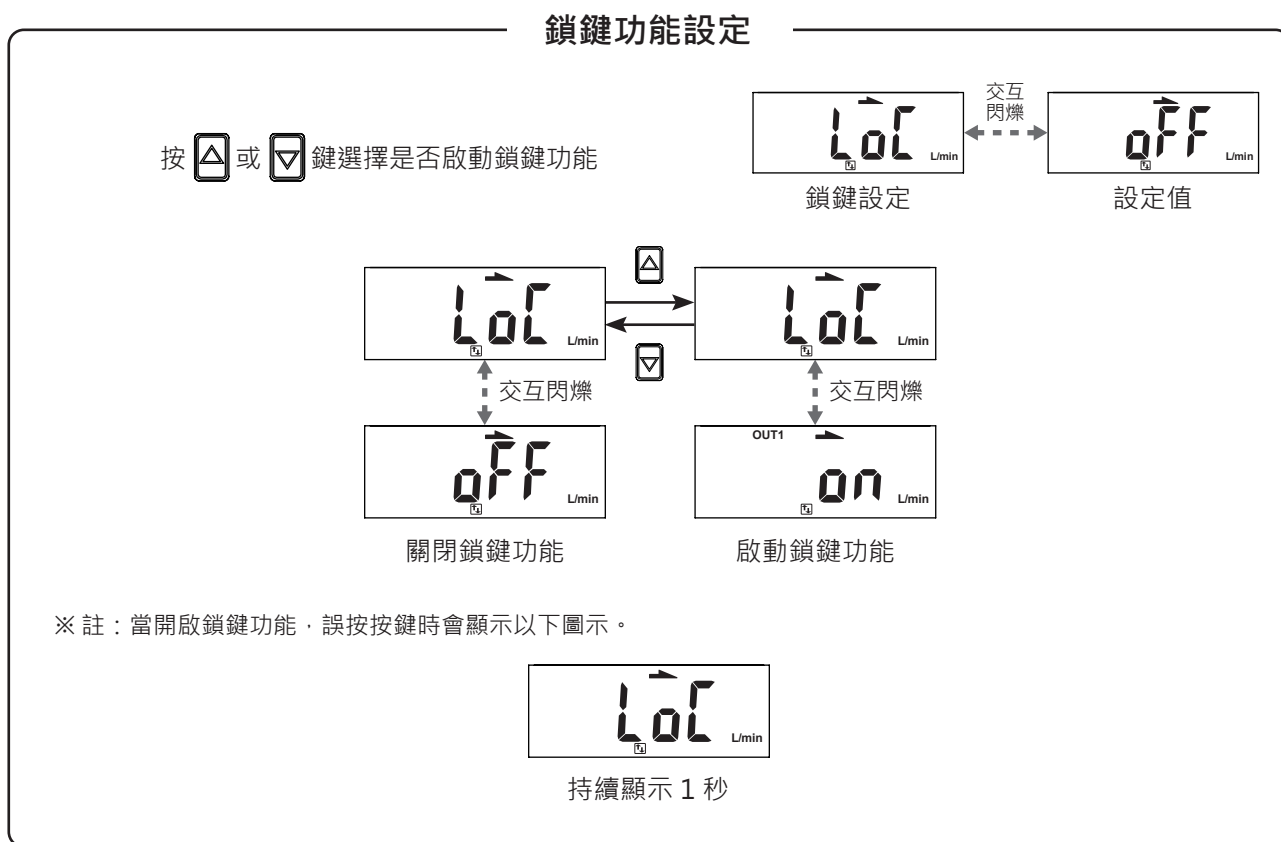 鎖鍵功能設定
交互
閃爍
LoC
L/min
oFF
L/min
按 或 鍵選擇是否啟動鎖鍵功能
鎖鍵設定
設定值
LoC
L/min
LoC
L/min
交互閃爍
交互閃爍
oFF
L/min
OUT1
on
L/min
關閉鎖鍵功能
啟動鎖鍵功能
※ 註：當開啟鎖鍵功能，誤按按鍵時會顯示以下圖示。
LoC
L/min
持續顯示 1 秒